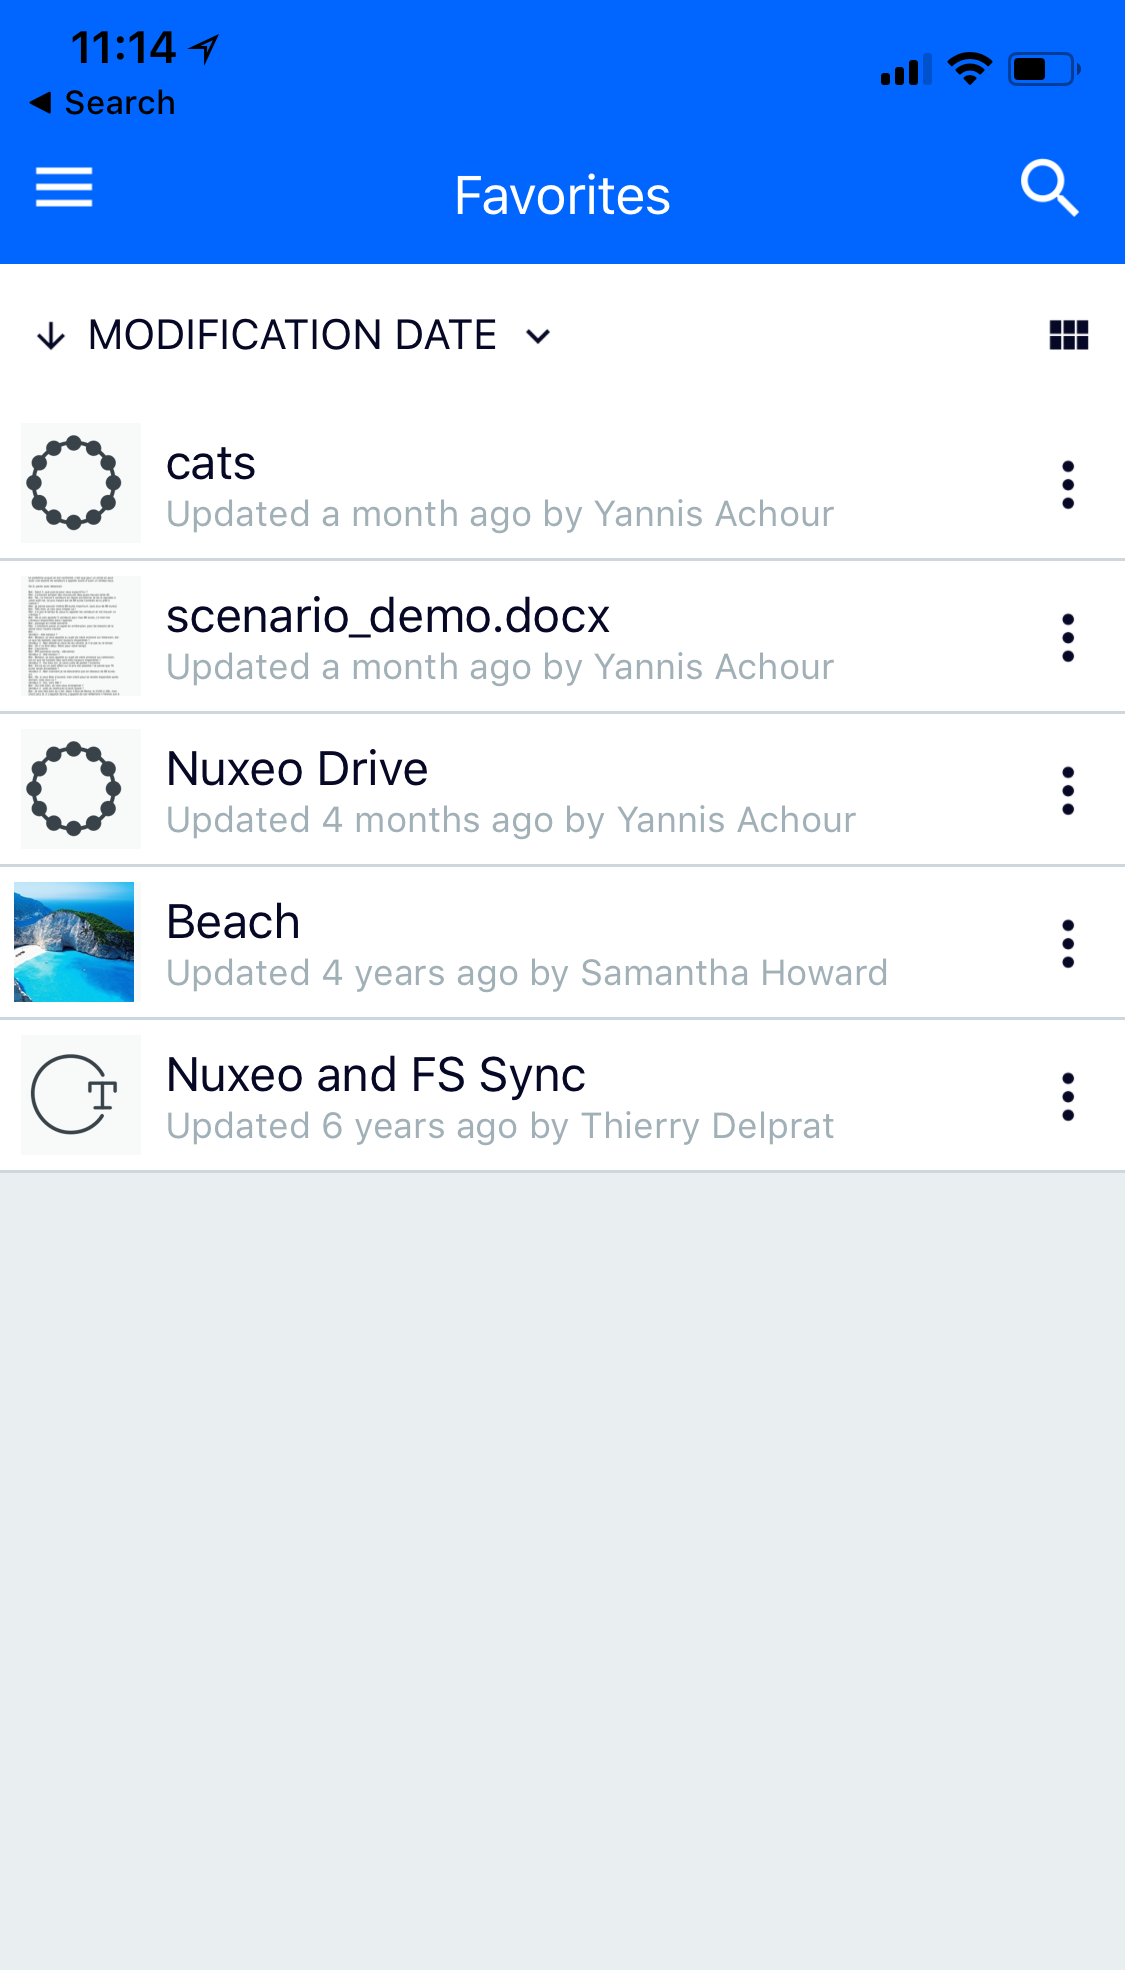 11:14
Search
Favorites
MODIFICATION DATE
cats
Updated a month ago by Yannis Achour
scenario_demo.docx
Updated a month ago by Yannis Achour
Nuxeo Drive
Updated 4 months ago by Yannis Achour
Beach
Updated 4 years ago by Samantha Howard
T
Nuxeo and FS Sync
Updated 6 years ago by Thierry Delprat